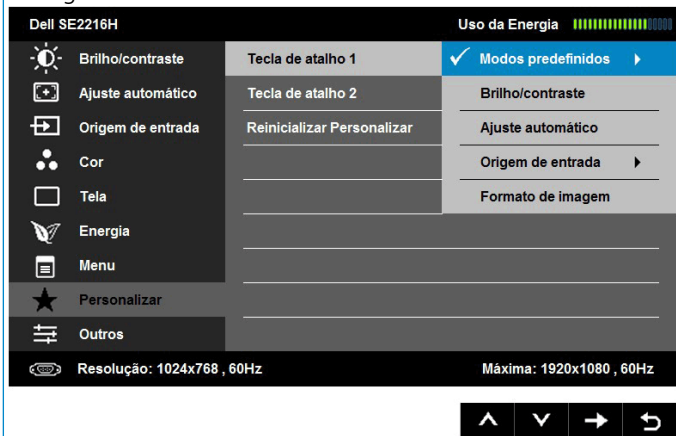 Dell SE2216H Uso da Energia
Brilho/contraste Tecla de atalho 1 Modos predefinidos
Ajuste automático Tecla de atalho 2 Brilho/contraste
Origem de entrada Reinicializar Personalizar Ajuste automático
Cor Origem de entrada
Tela Formato de imagem
Energia
Menu
Personalizar
Outros
Resolução: 1024x768 , 60Hz Máxima: 1920x1080 , 60Hz